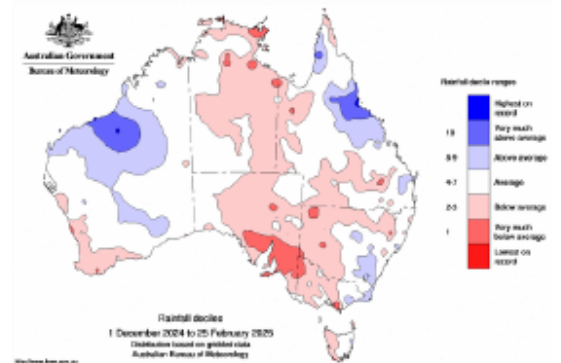 Australian Government
Bureau of Meteorology
Rainfall decile ranges
Highest on
record
10
Very much
above average
8-9
Above average
4-7
Average
2-3
Below average
1
Very much
below average
Lowest on
record
Rainfall deciles
1 December 2024 to 25 February 2025
Distribution based on gridded data
Australian Bureau of Meteorology